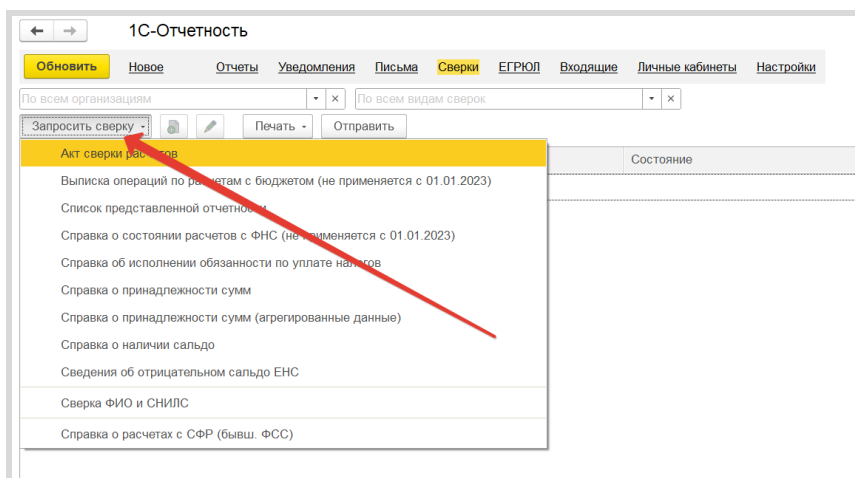 1С-Отчетность
Обновить Новое Отчеты Уведомления Письма Сверки ЕГРЮЛ Входящие Личные кабинеты Настройки
По всем организациям По всем видам сверок
Запросить сверку Печать Отправить
Акт сверки расчетов
Состояние
Выписка операций по расчетам с бюджетом (не применяется с 01.01.2023)
Список представленной отчетности
Справка о состоянии расчетов с ФНС (не применяется с 01.01.2023)
Справка об исполнении обязанности по уплате налогов
Справка о принадлежности сумм
Справка о принадлежности сумм (агрегированные данные)
Справка о наличии сальдо
Сведения об отрицательном сальдо ЕНС
Сверка ФИО и СНИЛС
Справка о расчетах с СФР (бывш. ФСС)